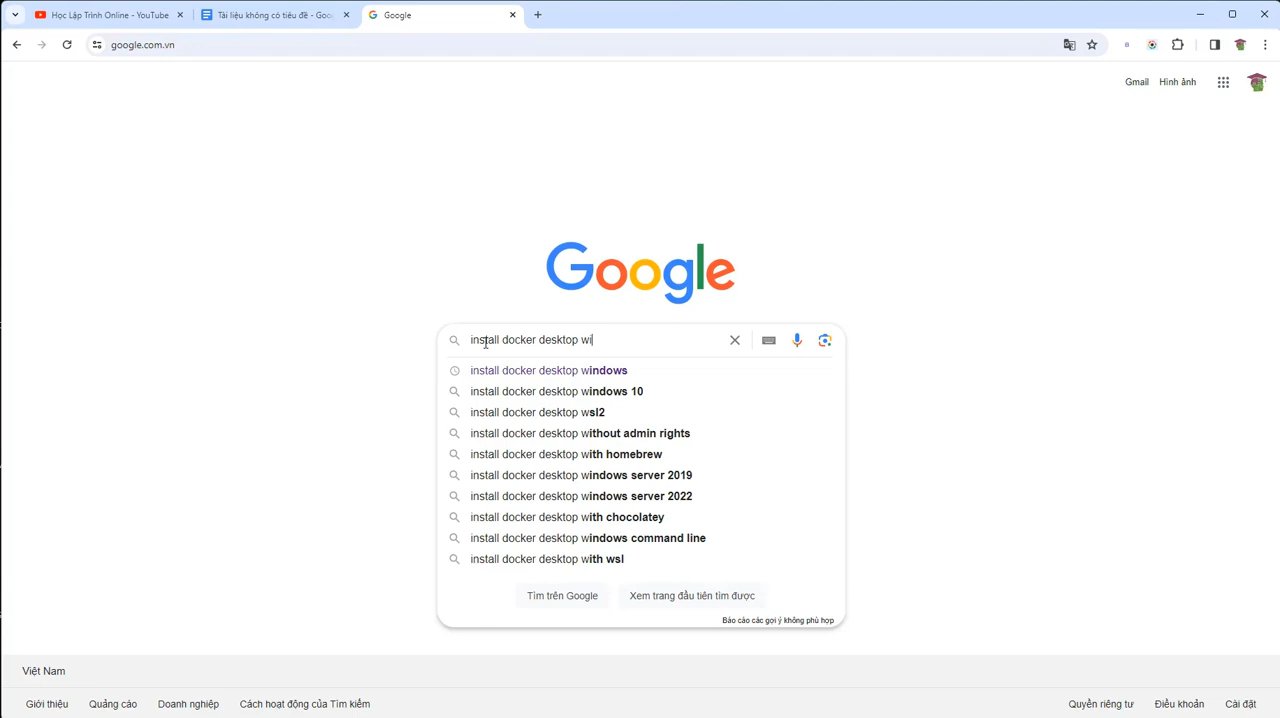 Học Lập Trình Online - YouTube
Tài liệu không có tiêu đề - Goo
Google
google.com.vn
Gmail
Hình ảnh
Google
install docker desktop wi
install docker desktop windows
install docker desktop windows 10
install docker desktop wsl2
install docker desktop without admin rights
install docker desktop with homebrew
install docker desktop windows server 2019
install docker desktop windows server 2022
install docker desktop with chocolatey
install docker desktop windows command line
install docker desktop with wsl
Tìm trên Google
Xem trang đầu tiên tìm được
Báo cáo các gợi ý không phù hợp
Việt Nam
Giới thiệu
Quảng cáo
Doanh nghiệp
Cách hoạt động của Tìm kiếm
Quyền riêng tư
Điều khoản
Cài đặt